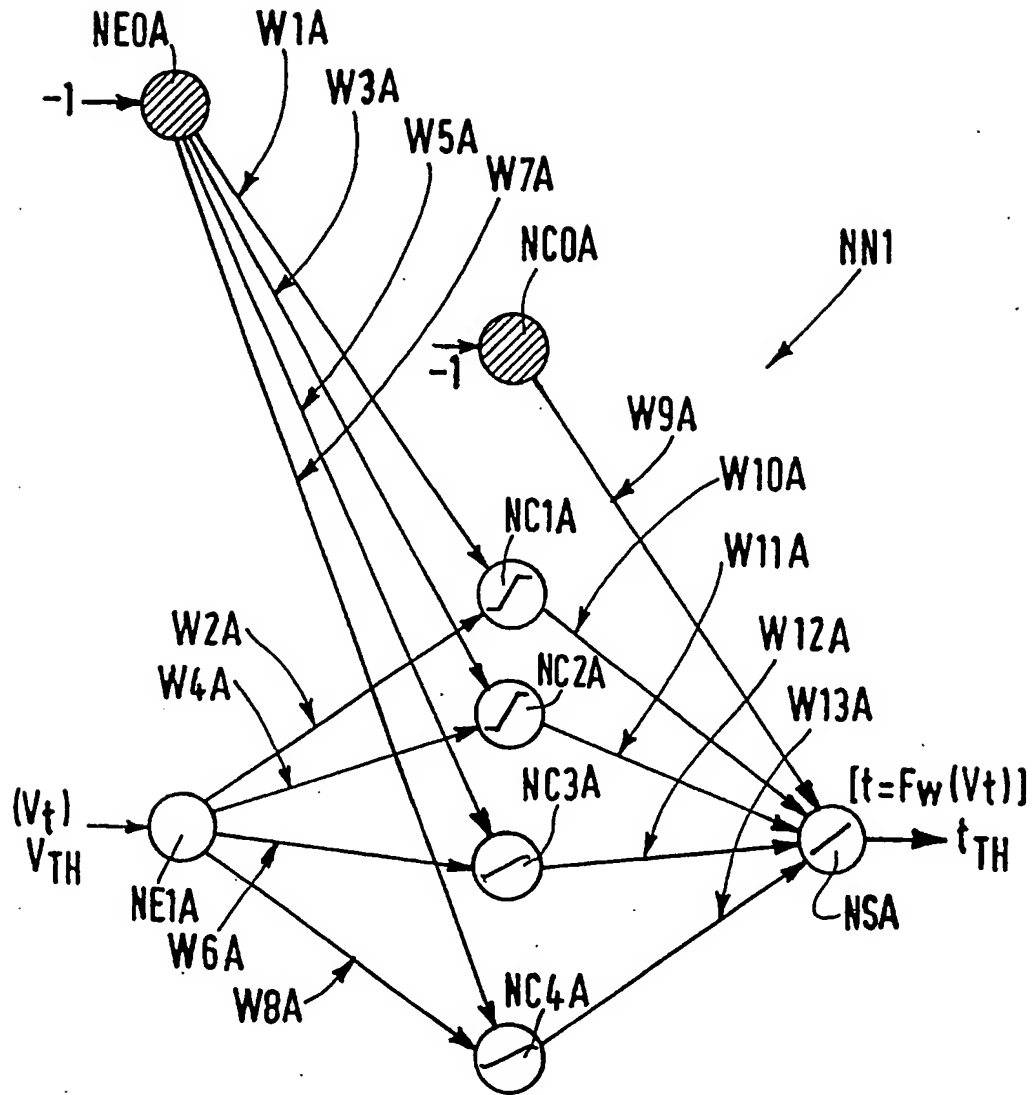 NE0A
W1A
-1
W3A
W5A
W7A
NC0A
NN1
-1
W9A
W10A
NC1A
W11A
W2A
W12A
W4A
NC2A
W13A
(Vt)
VTH
NC3A
[t=Fw(Vt)]
tTH
NE1A
NSA
W6A
W8A
NC4A